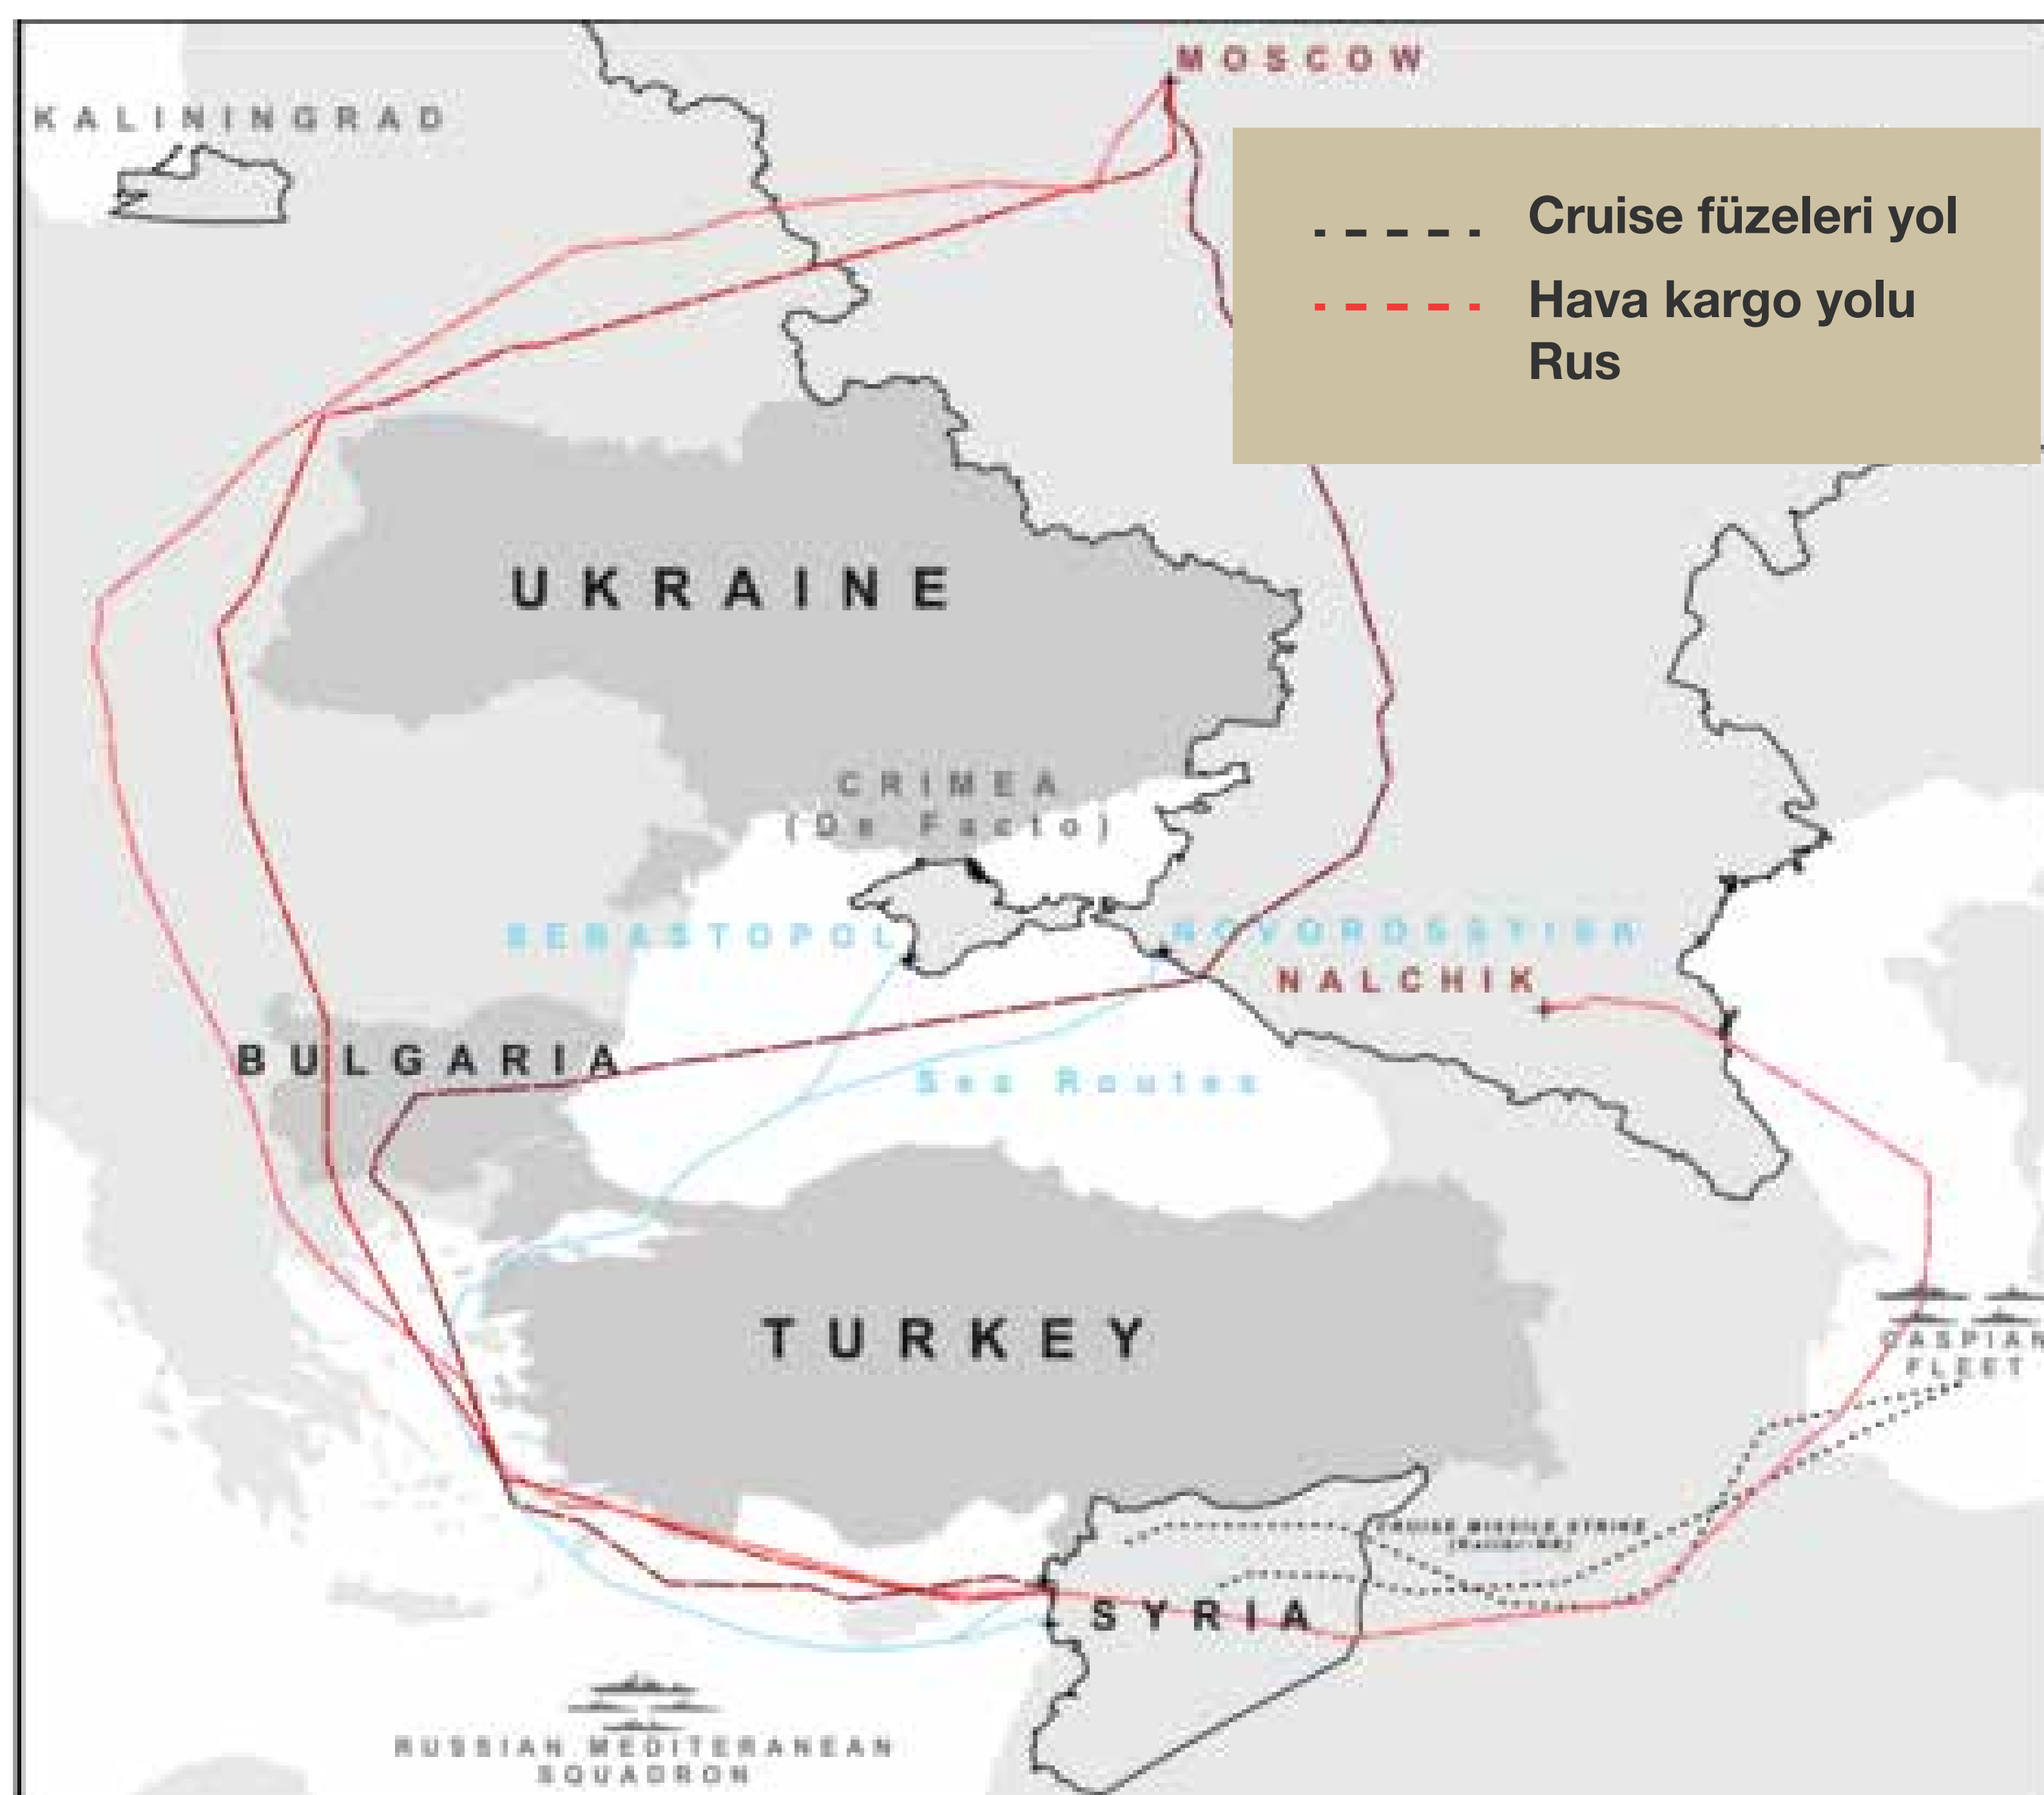 MOSCOW
KALININGRAD
Cruise füzeleri yol
Hava kargo yolu
Rus
UKRAINE
CRIMEA
(De Facto)
SEBASTOPOL
NOVOROSSYISK
NALCHIK
BULGARIA
Sea Routes
TURKEY
CASPIAN
FLEET
CRUISE MISSILE STRIKE
SYRIA
RUSSIAN MEDITERANEAN
SQUADRON